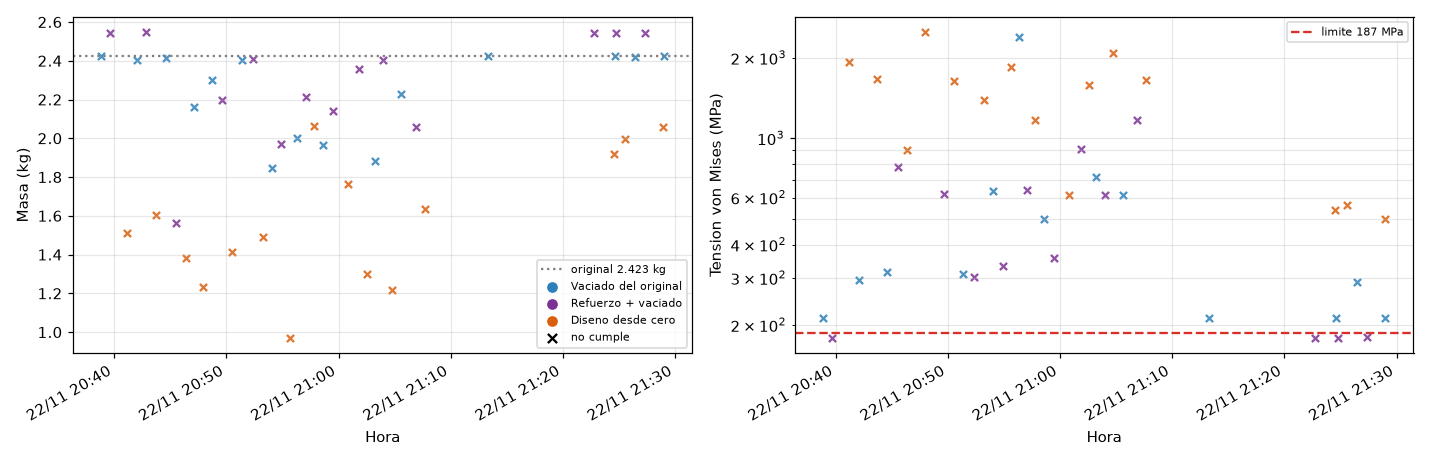 2.6
2.4
2.2
2.0
1.8
1.6
1.4
1.2
1.0
Masa (kg)
original 2.423 kg
Vaciado del original
Refuerzo + vaciado
Diseno desde cero
no cumple
22/11 20:40
22/11 20:50
22/11 21:00
22/11 21:10
22/11 21:20
22/11 21:30
Hora
limite 187 MPa
2 × 10³
10³
6 × 10²
4 × 10²
3 × 10²
2 × 10²
Tension von Mises (MPa)
22/11 20:40
22/11 20:50
22/11 21:00
22/11 21:10
22/11 21:20
22/11 21:30
Hora